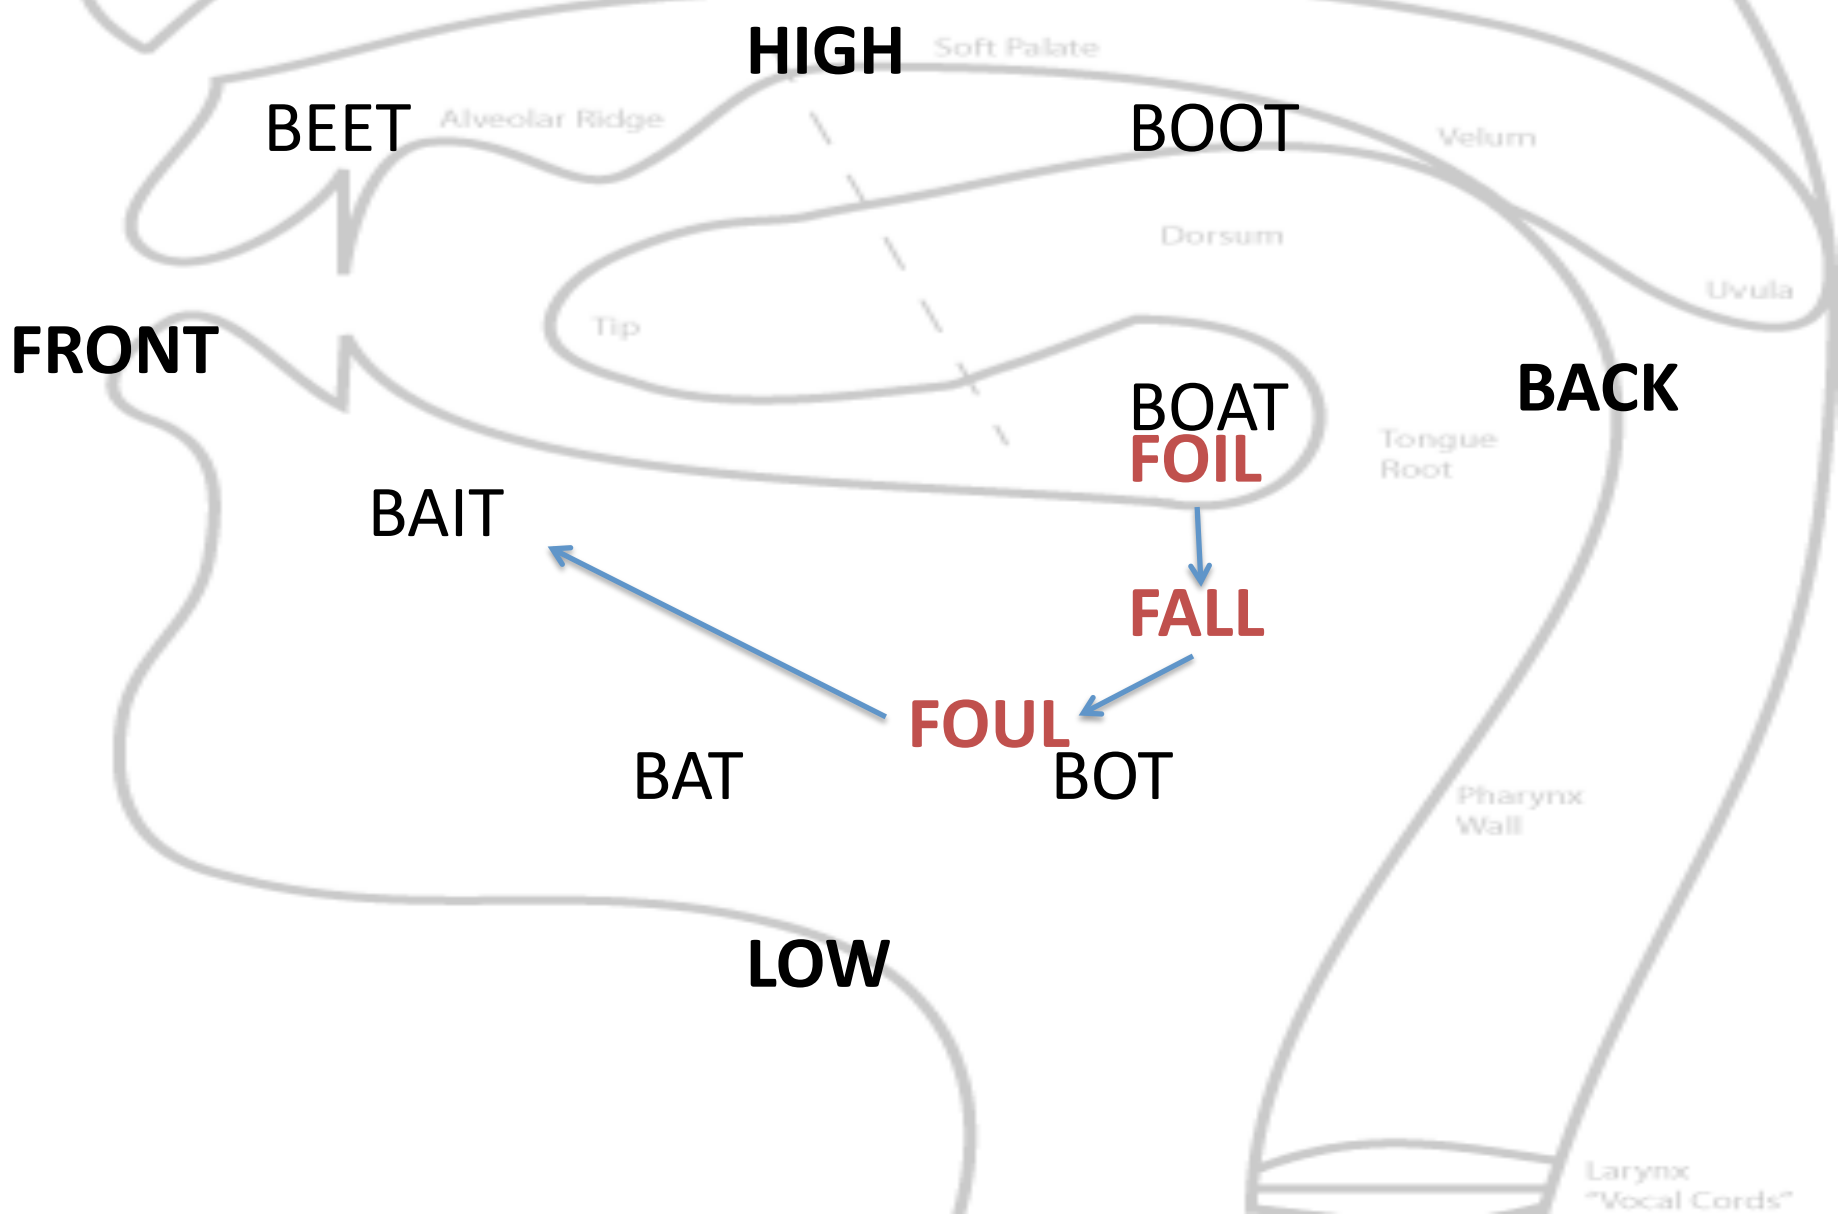 HIGH
Soft Palate
BEET
Alveolar Ridge
BOOT
Velum
Dorsum
Uvula
Tip
FRONT
BACK
BOAT
FOIL
Tongue
Root
BAIT
FALL
FOUL
BAT
BOT
Pharynx
Wall
LOW
Larynx
"Vocal Cords"